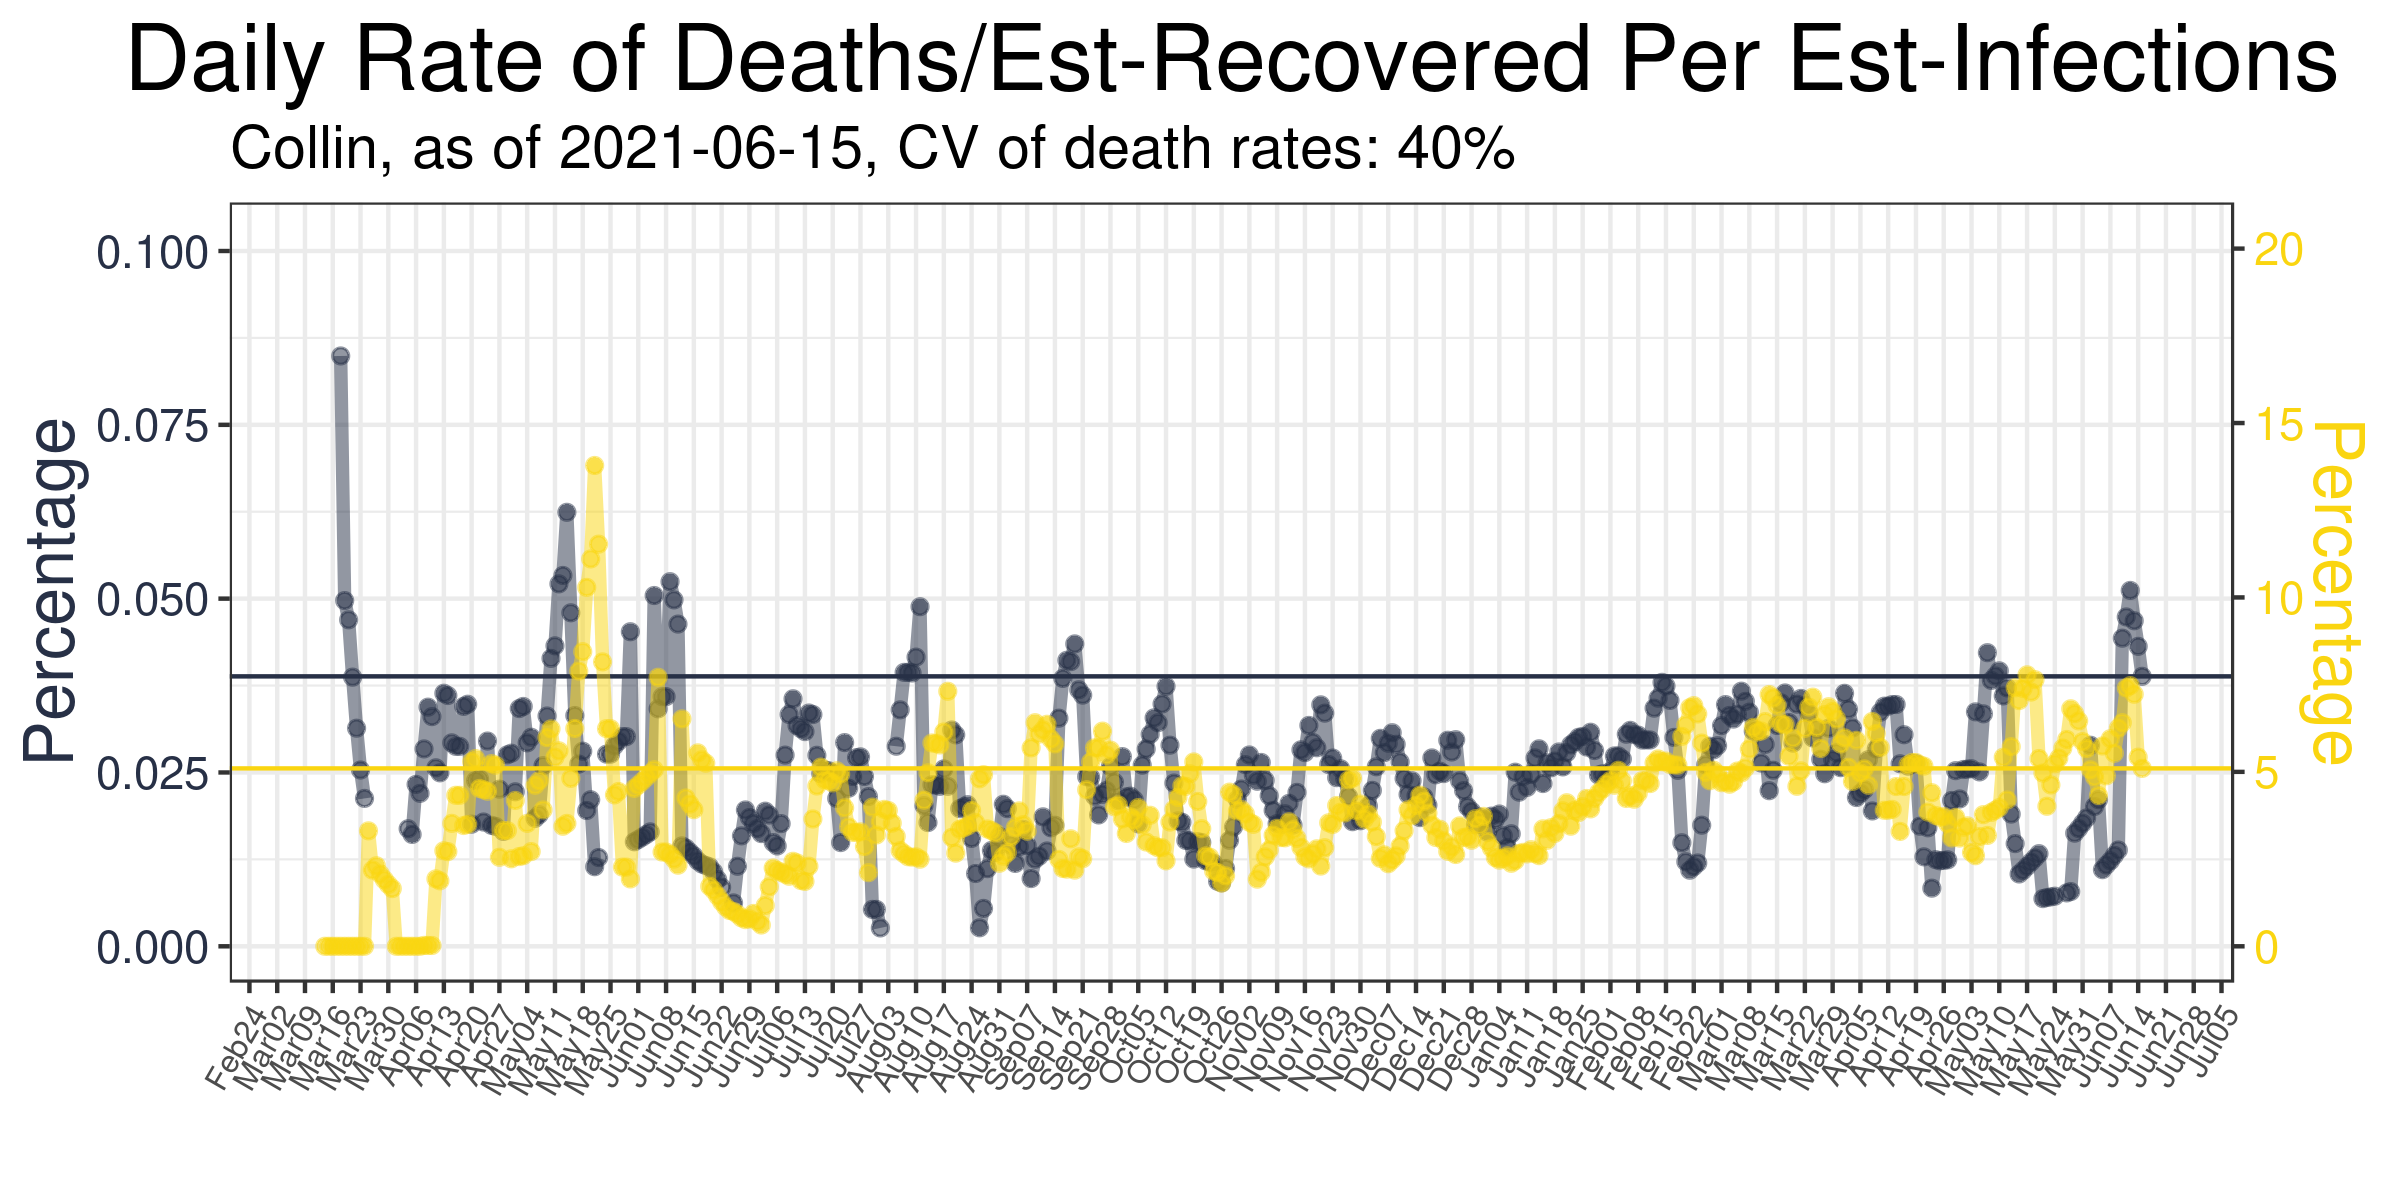 Daily Rate of Deaths/Est-Recovered Per Est-Infections
Collin, as of 2021-06-15, CV of death rates: 40%
Percentage
0.100
0.075
0.050
0.025
0.000
20
15
10
5
0
Percentage
Feb24
Mar02
Mar09
Mar16
Mar23
Mar30
Apr06
Apr13
Apr20
Apr27
May04
May11
May18
May25
Jun01
Jun08
Jun15
Jun22
Jun29
Jul06
Jul13
Jul20
Jul27
Aug03
Aug10
Aug17
Aug24
Aug31
Sep07
Sep14
Sep21
Sep28
Oct05
Oct12
Oct19
Oct26
Nov02
Nov09
Nov16
Nov23
Nov30
Dec07
Dec14
Dec21
Dec28
Jan04
Jan11
Jan18
Jan25
Feb01
Feb08
Feb15
Feb22
Mar01
Mar08
Mar15
Mar22
Mar29
Apr05
Apr12
Apr19
Apr26
May03
May10
May17
May24
May31
Jun07
Jun14
Jun21
Jun28
Jul05